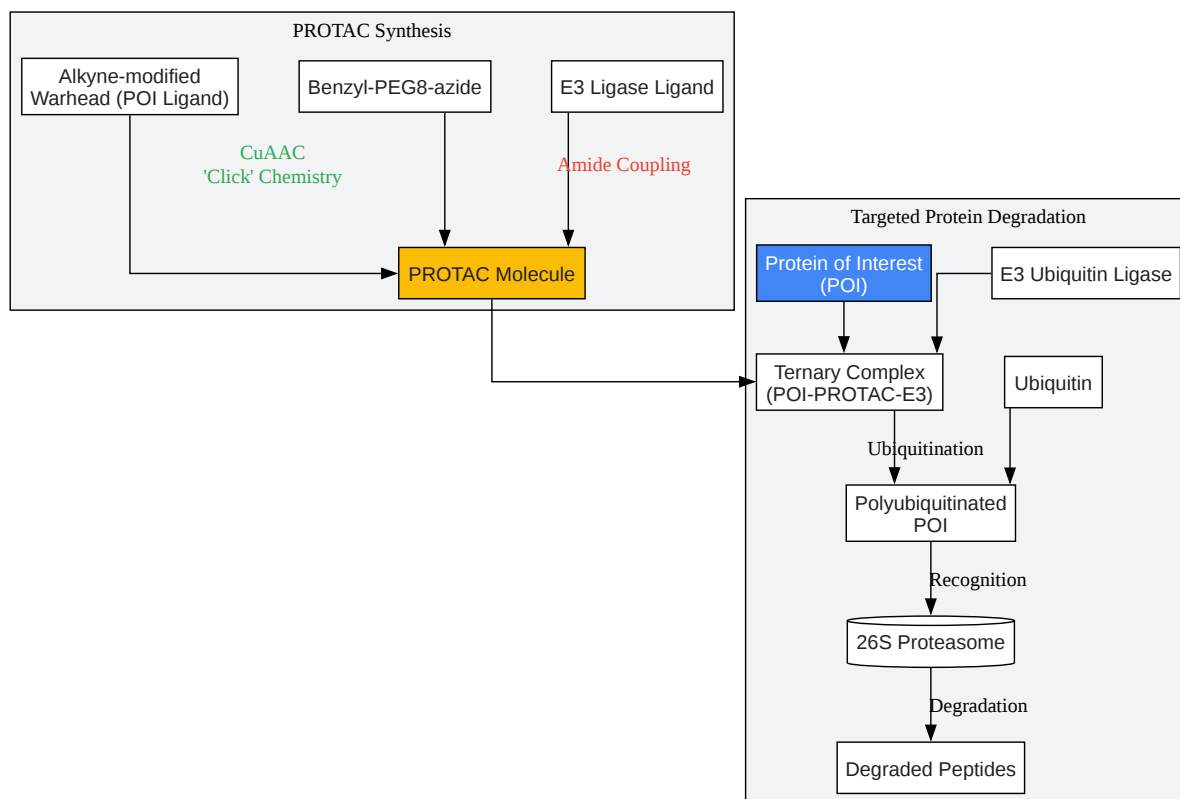 PROTAC Synthesis
Alkyne-modified
Warhead (POI Ligand)
Benzyl-PEG8-azide
E3 Ligase Ligand
CuAAC
'Click' Chemistry
Amide Coupling
PROTAC Molecule
Targeted Protein Degradation
Protein of Interest
(POI)
E3 Ubiquitin Ligase
Ternary Complex
(POI-PROTAC-E3)
Ubiquitin
Ubiquitination
Polyubiquitinated
POI
Recognition
26S Proteasome
Degradation
Degraded Peptides